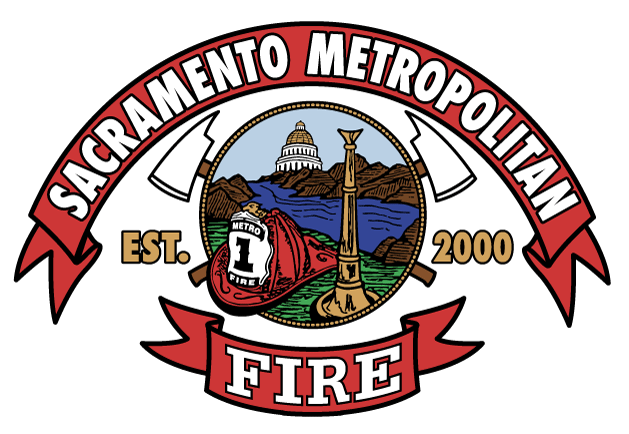 SACRAMENTO METROPOLITAN
EST. 2000
METRO
1
FIRE
FIRE